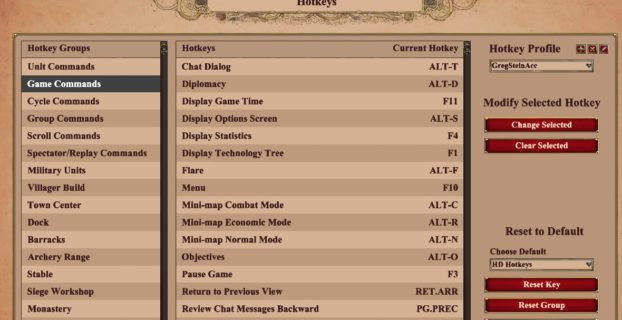 Hotkeys
Hotkey Groups Hotkeys Current Hotkey Hotkey Profile
Unit Commands Chat Dialog ALT-T GregSteinAce
Game Commands Diplomacy ALT-D
Cycle Commands Display Game Time F11 Modify Selected Hotkey
Group Commands Display Options Screen ALT-S Change Selected
Scroll Commands Display Statistics F4 Clear Selected
Spectator/Replay Commands Display Technology Tree F1
Military Units Flare ALT-F
Villager Build Menu F10
Town Center Mini-map Combat Mode ALT-C
Dock Mini-map Economic Mode ALT-R Reset to Default
Barracks Mini-map Normal Mode ALT-N Choose Default
Archery Range Objectives ALT-O HD Hotkeys
Stable Pause Game F3 Reset Key
Siege Workshop Return to Previous View RET.ARR Reset Group
Monastery Review Chat Messages Backward PG.PREC